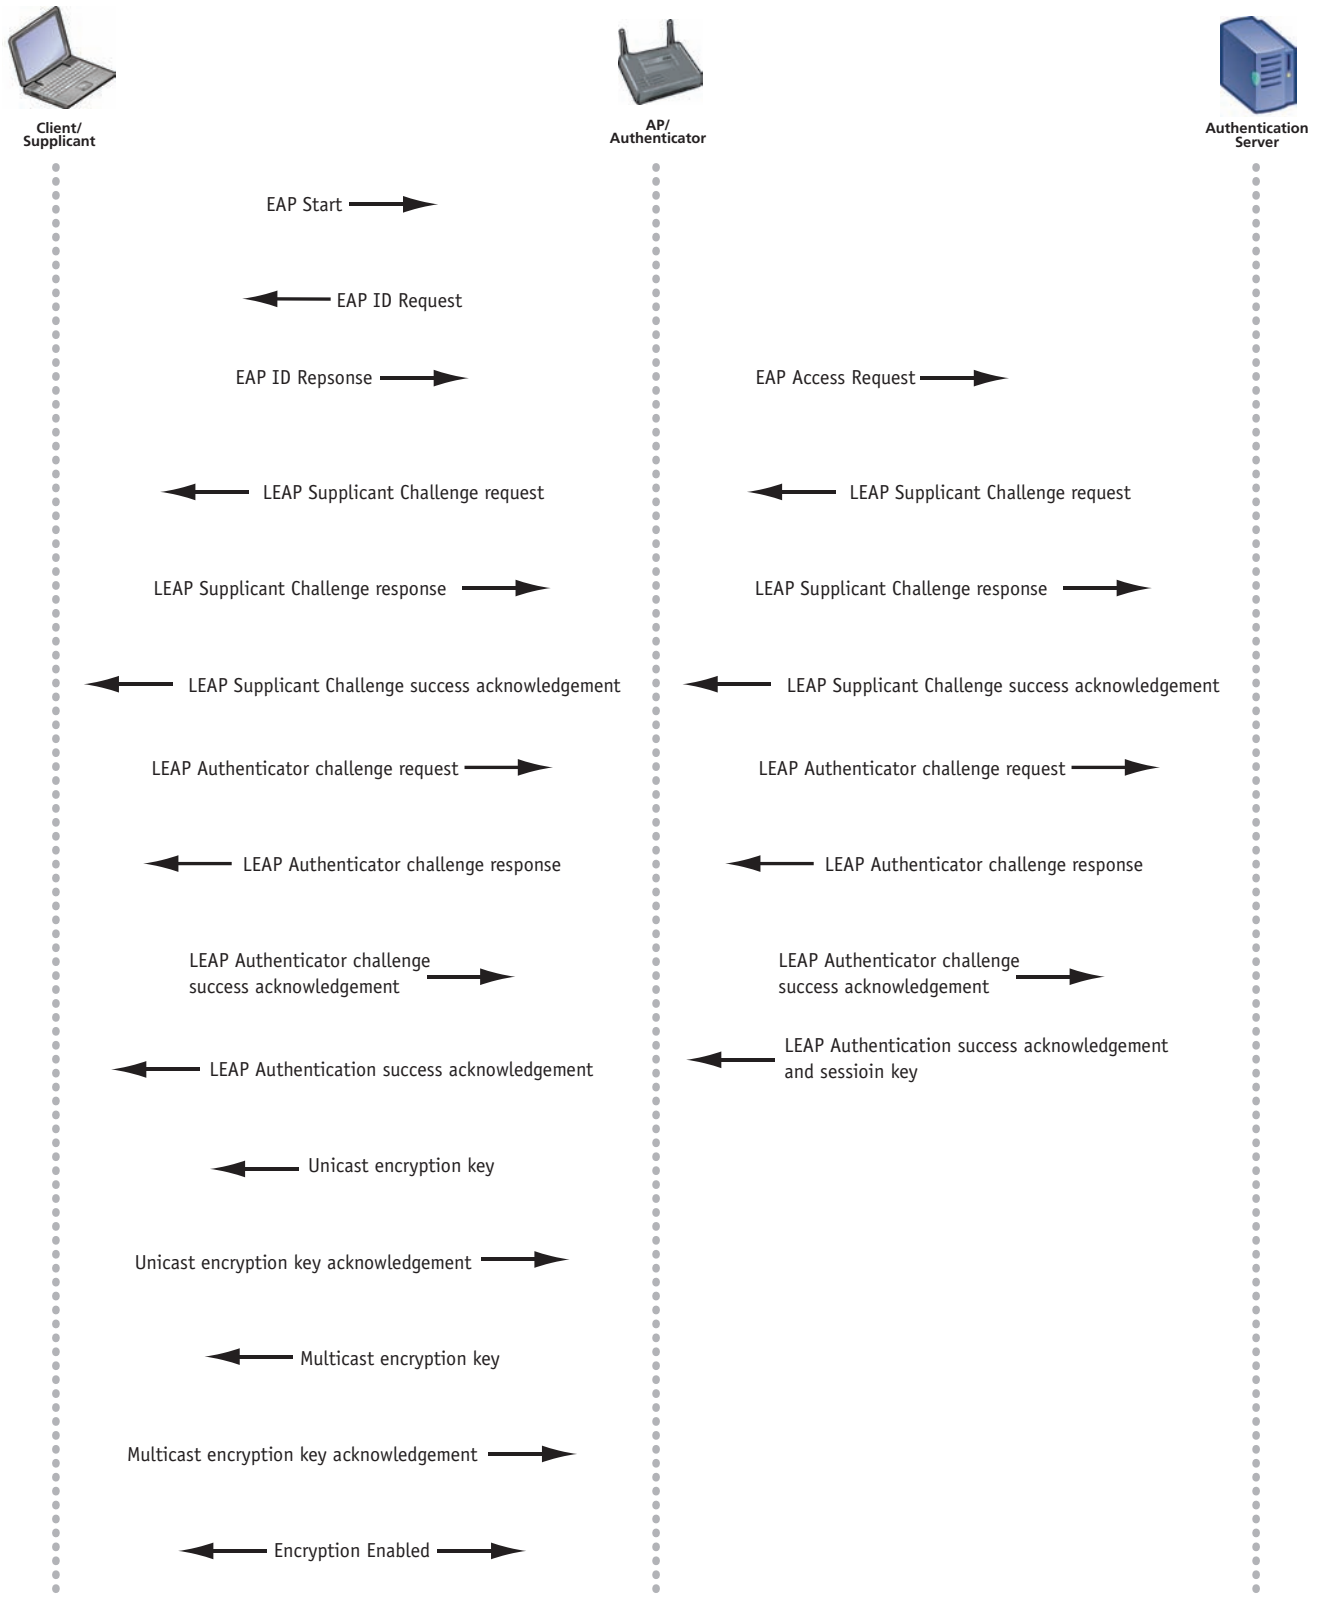 Client/
Supplicant
AP/
Authenticator
Authentication
Server
EAP Start
EAP ID Request
EAP ID Repsonse
EAP Access Request
LEAP Supplicant Challenge request
LEAP Supplicant Challenge request
LEAP Supplicant Challenge response
LEAP Supplicant Challenge response
LEAP Supplicant Challenge success acknowledgement
LEAP Supplicant Challenge success acknowledgement
LEAP Authenticator challenge request
LEAP Authenticator challenge request
LEAP Authenticator challenge response
LEAP Authenticator challenge response
LEAP Authenticator challenge
success acknowledgement
LEAP Authenticator challenge
success acknowledgement
LEAP Authentication success acknowledgement
LEAP Authentication success acknowledgement
and sessioin key
Unicast encryption key
Unicast encryption key acknowledgement
Multicast encryption key
Multicast encryption key acknowledgement
Encryption Enabled